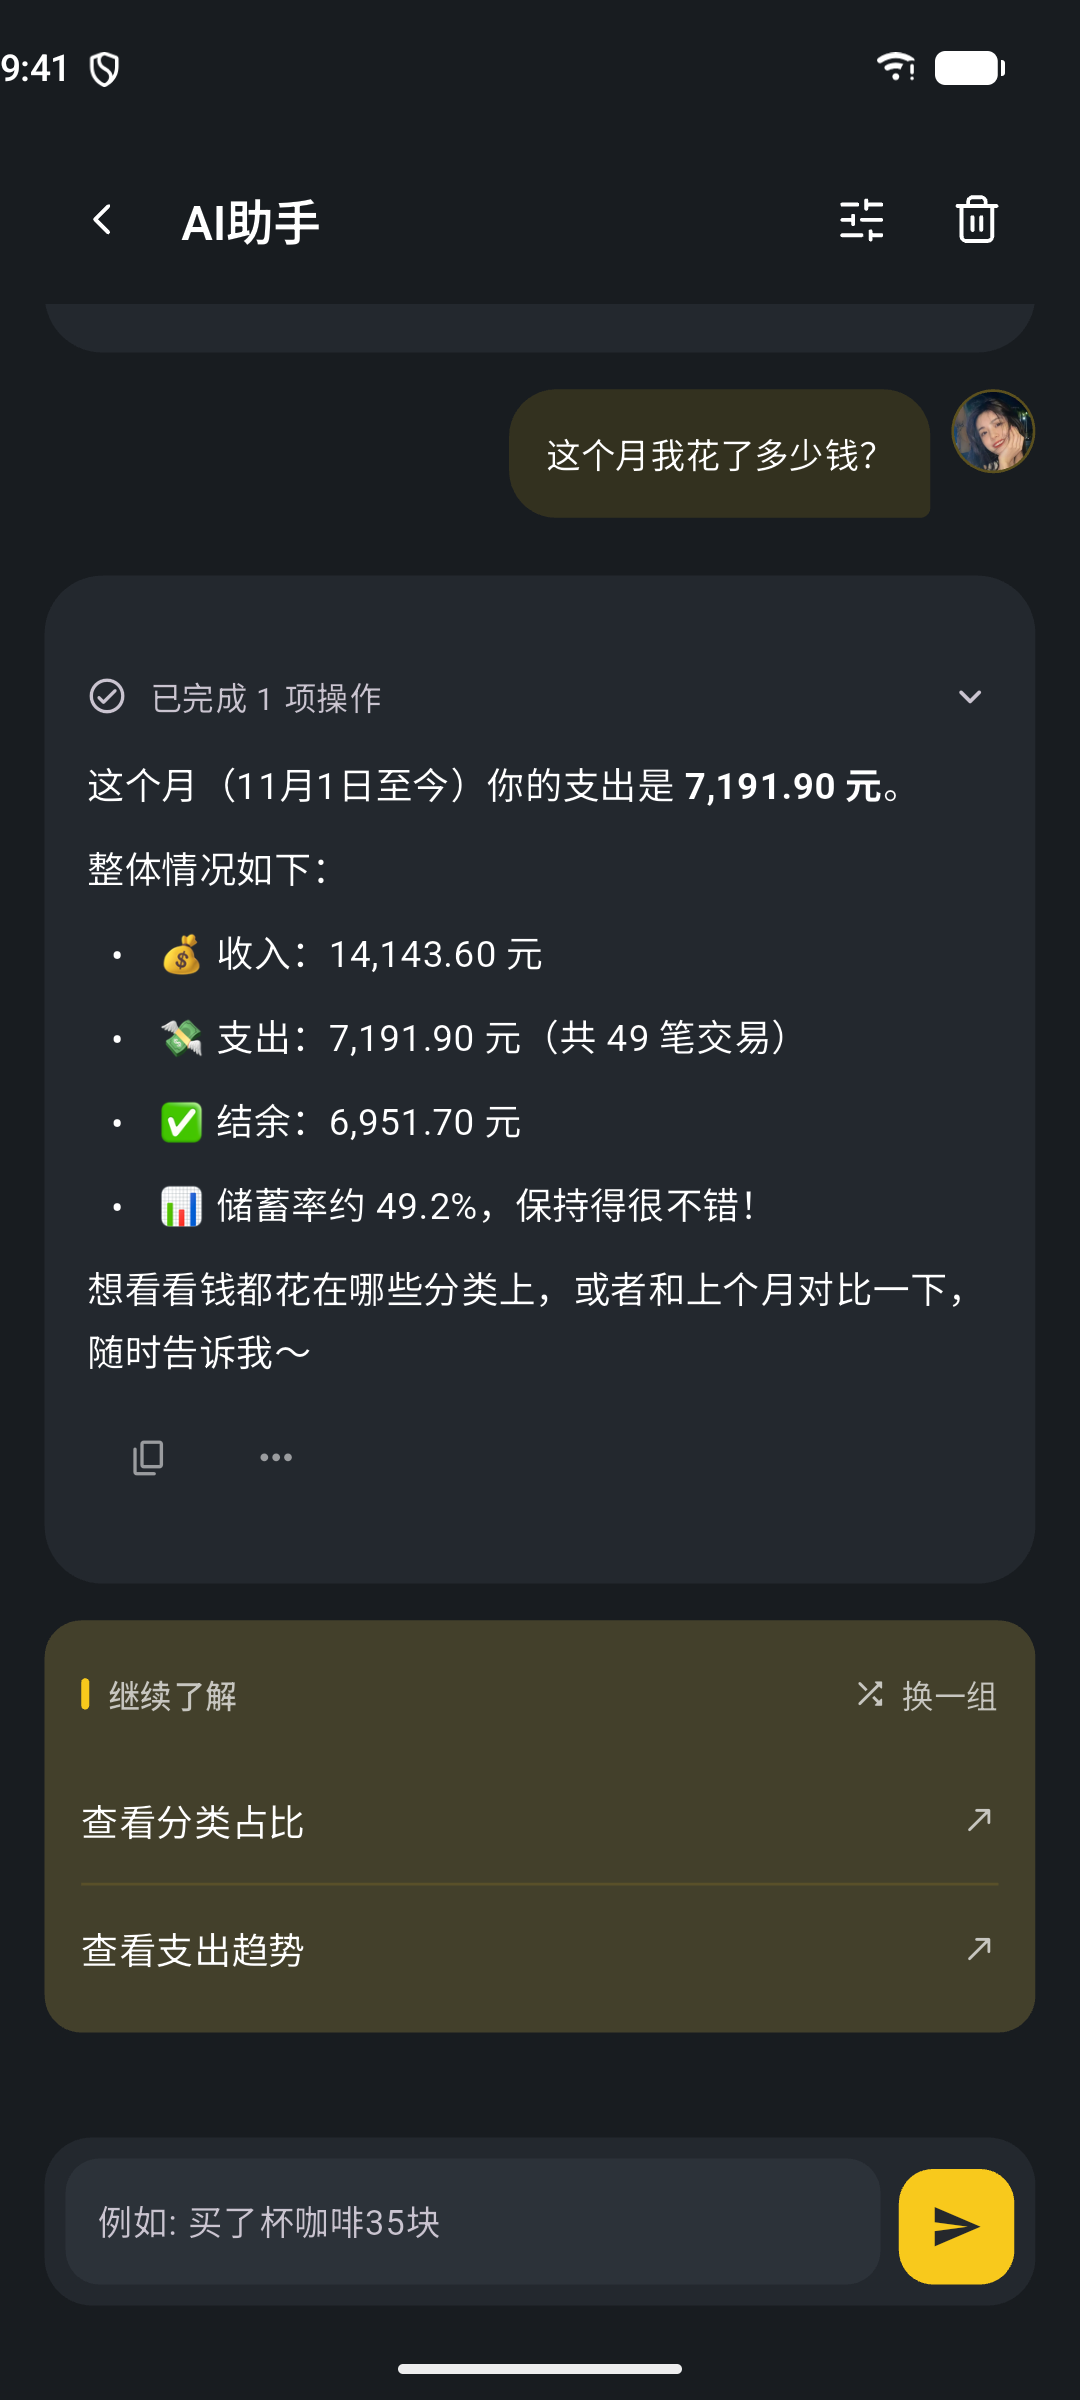 9:41
AI助手
这个月我花了多少钱？
已完成 1 项操作
这个月（11月1日至今）你的支出是 7,191.90 元。
整体情况如下：
• 💰 收入：14,143.60 元
• 💸 支出：7,191.90 元（共 49 笔交易）
• ✅ 结余：6,951.70 元
• 📊 储蓄率约 49.2%，保持得很不错！
想看看钱都花在哪些分类上，或者和上个月对比一下，
随时告诉我～
继续了解
换一组
查看分类占比
查看支出趋势
例如: 买了杯咖啡35块